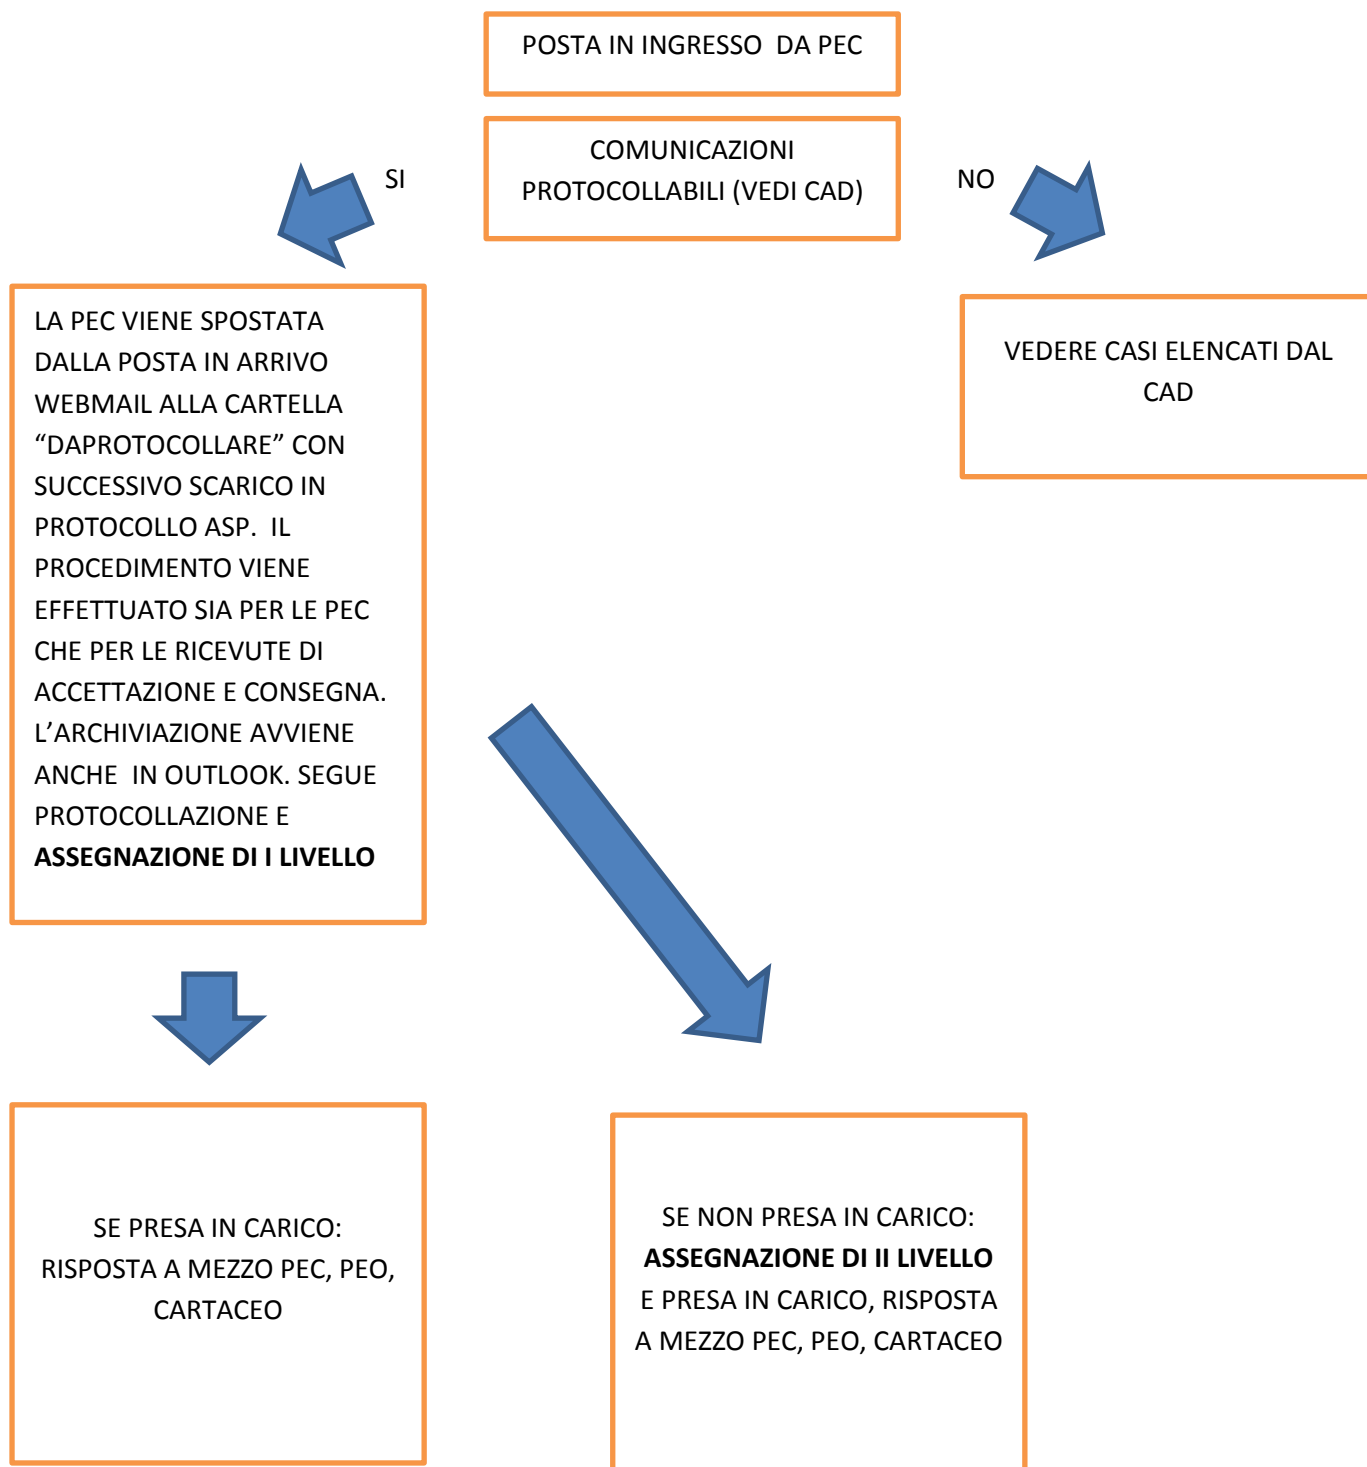 POSTA IN INGRESSO  DA PEC
COMUNICAZIONI
PROTOCOLLABILI (VEDI CAD)
SI
NO
LA PEC VIENE SPOSTATA
DALLA POSTA IN ARRIVO
WEBMAIL ALLA CARTELLA
“DAPROTOCOLLARE” CON
SUCCESSIVO SCARICO IN
PROTOCOLLO ASP.  IL
PROCEDIMENTO VIENE
EFFETTUATO SIA PER LE PEC
CHE PER LE RICEVUTE DI
ACCETTAZIONE E CONSEGNA.
L’ARCHIVIAZIONE AVVIENE
ANCHE  IN OUTLOOK. SEGUE
PROTOCOLLAZIONE E
ASSEGNAZIONE DI I LIVELLO
VEDERE CASI ELENCATI DAL
CAD
SE PRESA IN CARICO:
RISPOSTA A MEZZO PEC, PEO,
CARTACEO
SE NON PRESA IN CARICO:
ASSEGNAZIONE DI II LIVELLO
E PRESA IN CARICO, RISPOSTA
A MEZZO PEC, PEO, CARTACEO